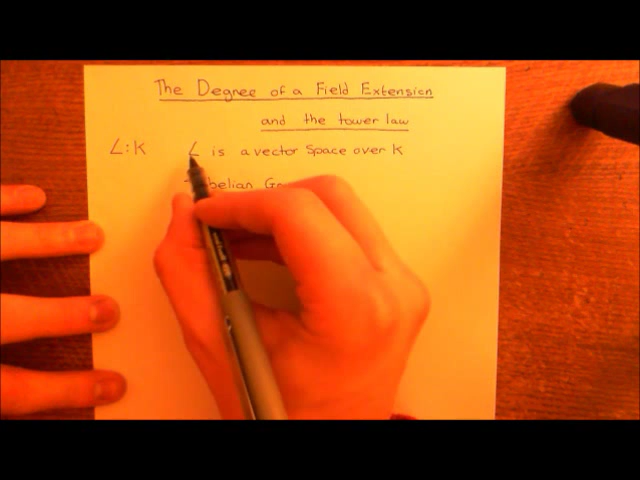 The Degree of a Field Extension
and the tower law
L:K L is a vector space over K